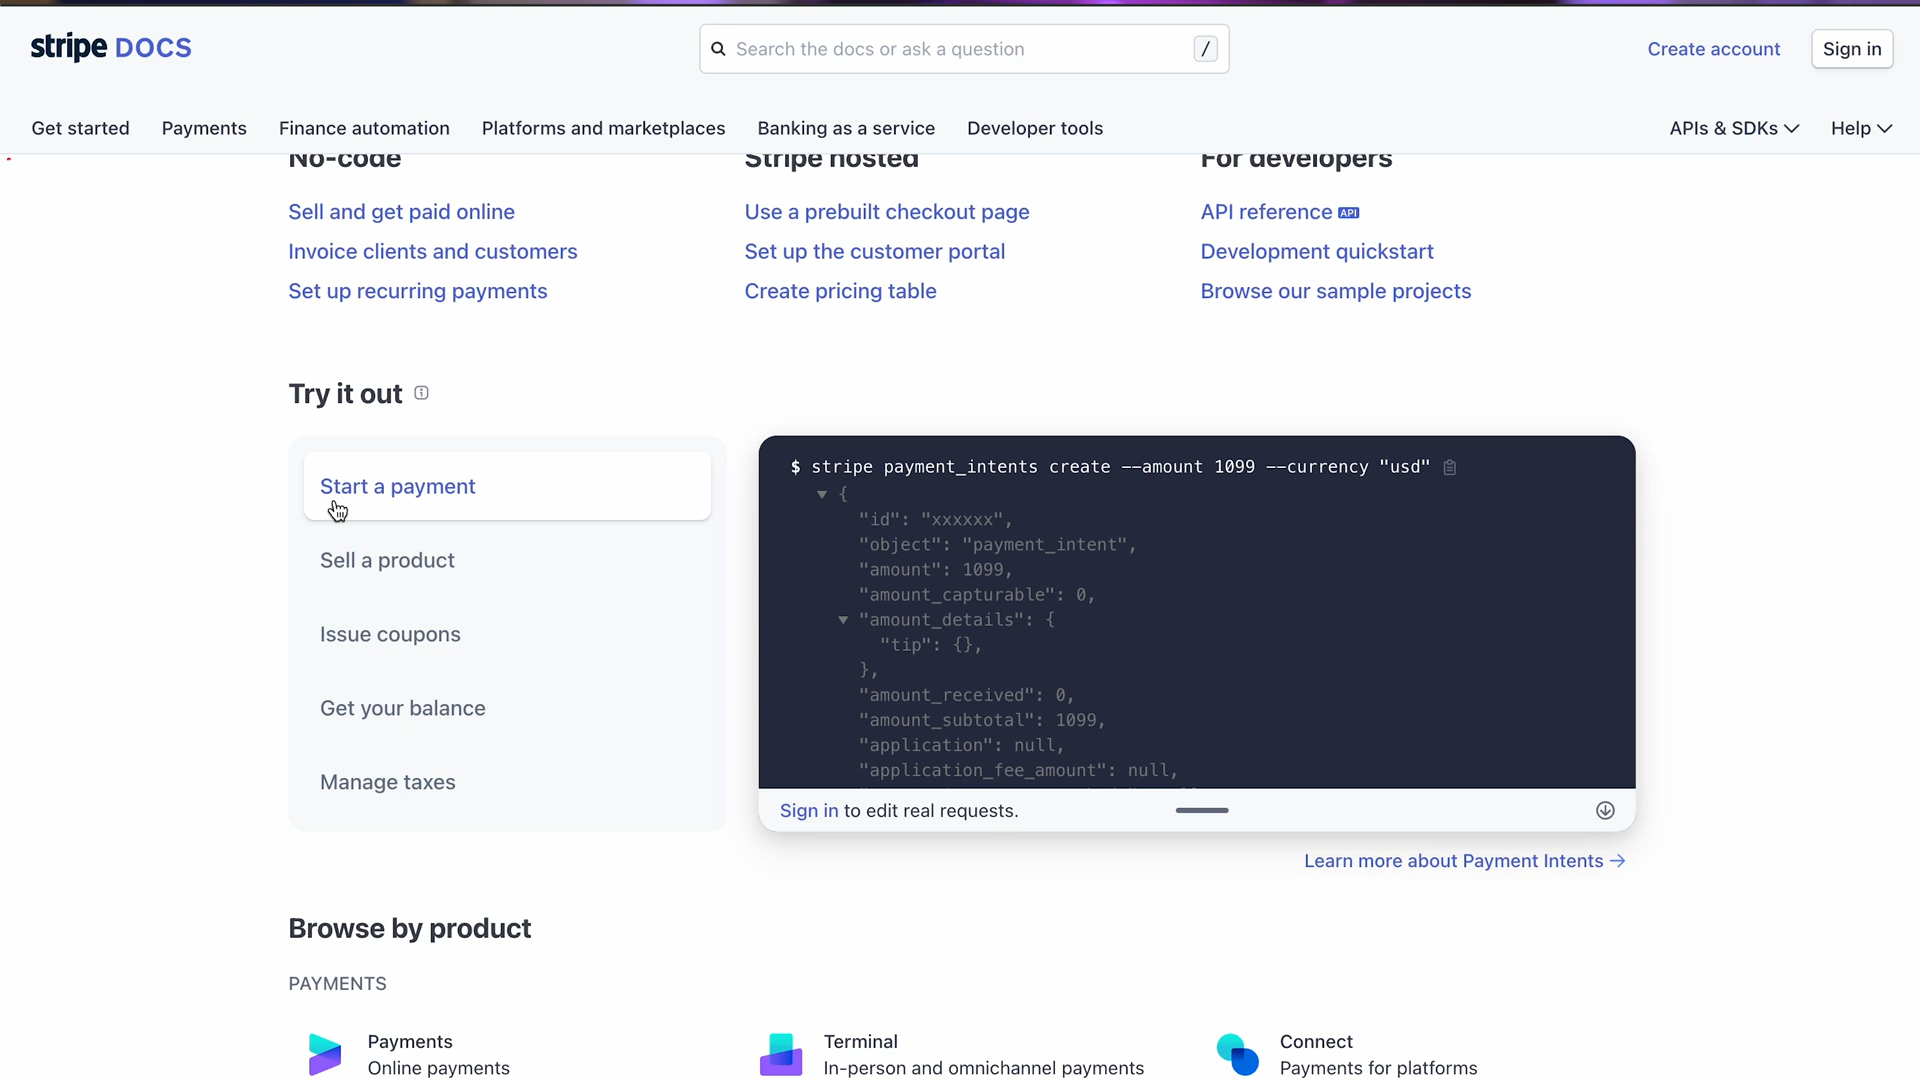 stripe DOCS
Search the docs or ask a question /
Create account
Sign in
Get started
Payments
Finance automation
Platforms and marketplaces
Banking as a service
Developer tools
APIs & SDKs
Help
No-code
Stripe hosted
For developers
Sell and get paid online
Use a prebuilt checkout page
API reference API
Invoice clients and customers
Set up the customer portal
Development quickstart
Set up recurring payments
Create pricing table
Browse our sample projects
Try it out
Start a payment
Sell a product
Issue coupons
Get your balance
Manage taxes
$ stripe payment_intents create --amount 1099 --currency "usd"
{
"id": "xxxxxx",
"object": "payment_intent",
"amount": 1099,
"amount_capturable": 0,
"amount_details": {
"tip": {},
},
"amount_received": 0,
"amount_subtotal": 1099,
"application": null,
"application_fee_amount": null,
Sign in to edit real requests.
Learn more about Payment Intents →
Browse by product
PAYMENTS
Payments
Online payments
Terminal
In-person and omnichannel payments
Connect
Payments for platforms